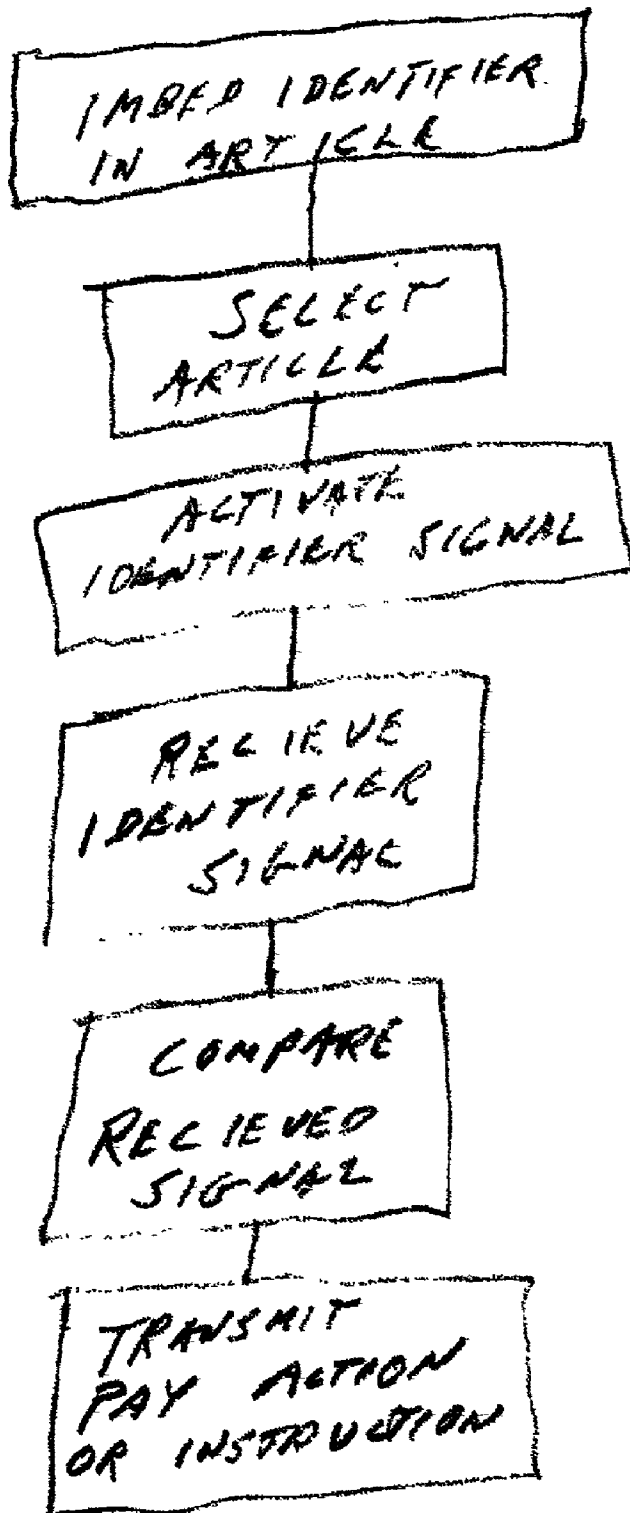 IMBED IDENTIFIER
IN ARTICLE
SELECT
ARTICLE
ACTIVATE
IDENTIFIER SIGNAL
RECIEVE
IDENTIFIER
SIGNAL
COMPARE
RECIEVED
SIGNAL
TRANSMIT
PAY ACTION
OR INSTRUCTION